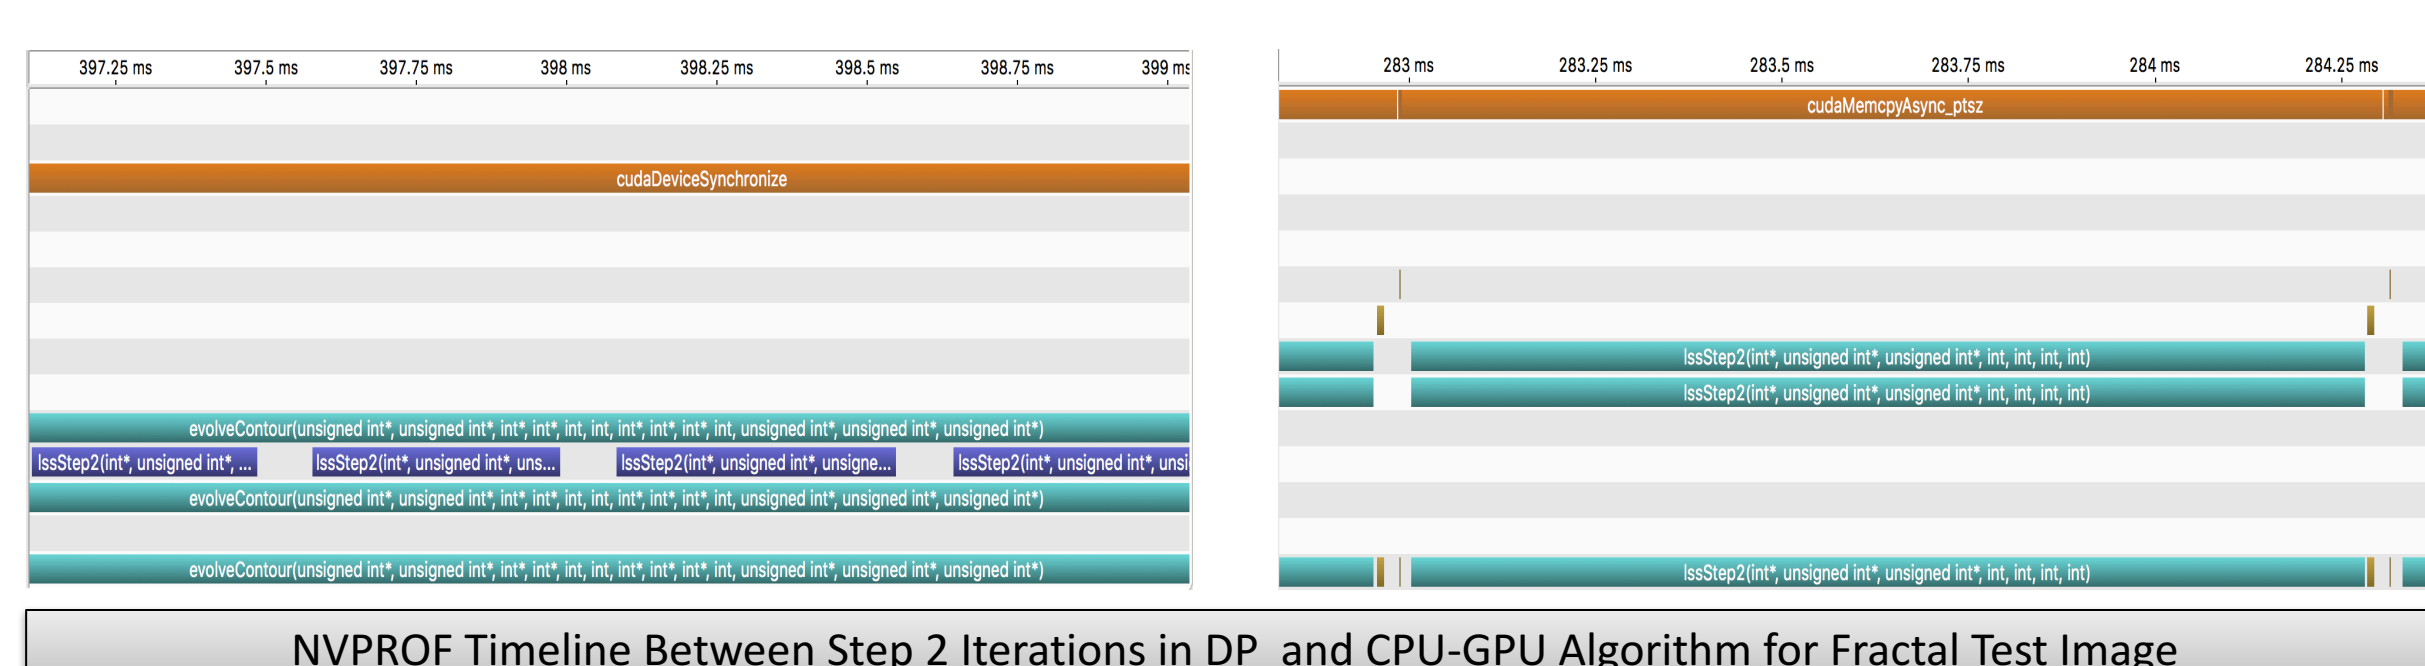 397.25 ms 397.5 ms 397.75 ms 398 ms 398.25 ms 398.5 ms 398.75 ms 399 ms
cudaDeviceSynchronize
evolveContour(unsigned int*, unsigned int*, int*, int*, int, int, int*, int*, int*, int, unsigned int*, unsigned int*, unsigned int*)
lssStep2(int*, unsigned int*, ... lssStep2(int*, unsigned int*, uns... lssStep2(int*, unsigned int*, unsigne... lssStep2(int*, unsigned int*, unsi
evolveContour(unsigned int*, unsigned int*, int*, int*, int, int, int*, int*, int*, int, unsigned int*, unsigned int*, unsigned int*)
evolveContour(unsigned int*, unsigned int*, int*, int*, int, int, int*, int*, int*, int, unsigned int*, unsigned int*, unsigned int*)
283 ms 283.25 ms 283.5 ms 283.75 ms 284 ms 284.25 ms
cudaMemcpyAsync_ptsz
lssStep2(int*, unsigned int*, unsigned int*, int, int, int, int)
lssStep2(int*, unsigned int*, unsigned int*, int, int, int, int)
lssStep2(int*, unsigned int*, unsigned int*, int, int, int, int)
NVPROF Timeline Between Step 2 Iterations in DP and CPU-GPU Algorithm for Fractal Test Image